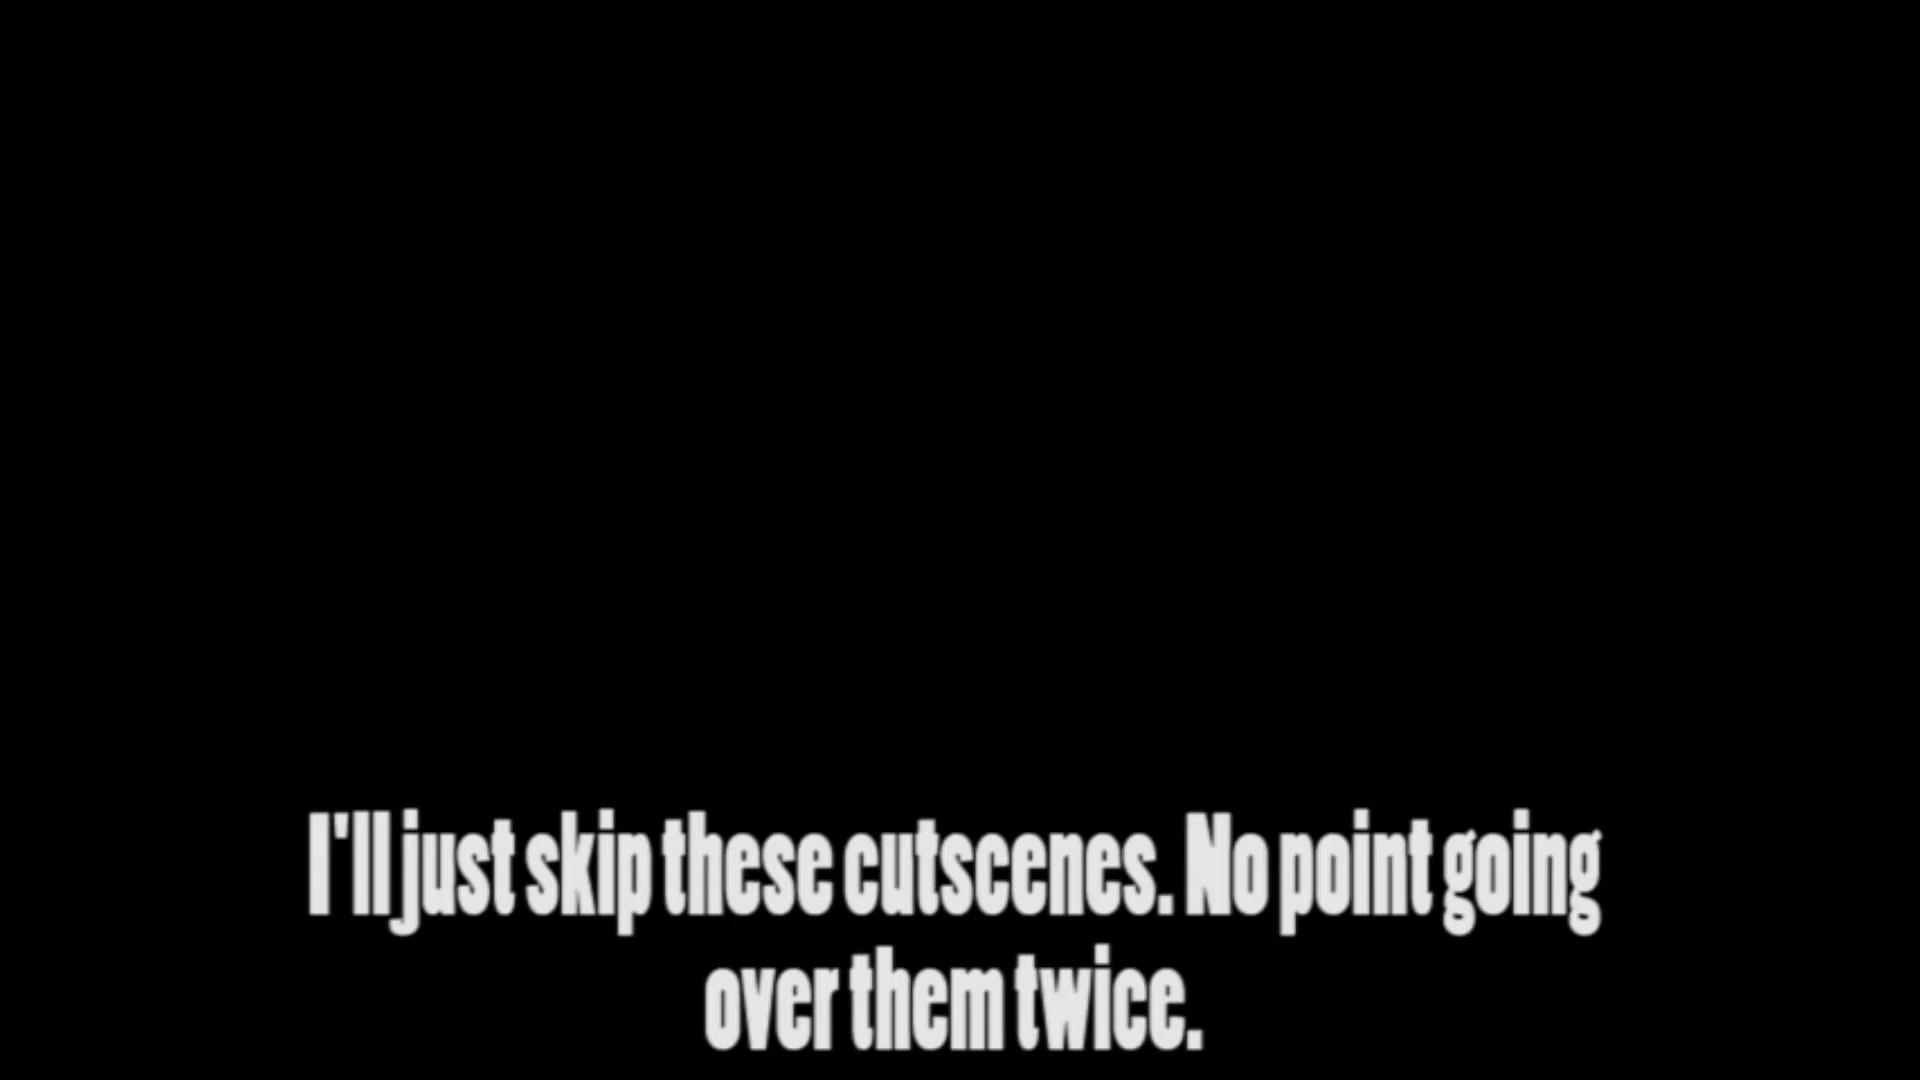 I'll just skip these cutscenes. No point going
over them twice.